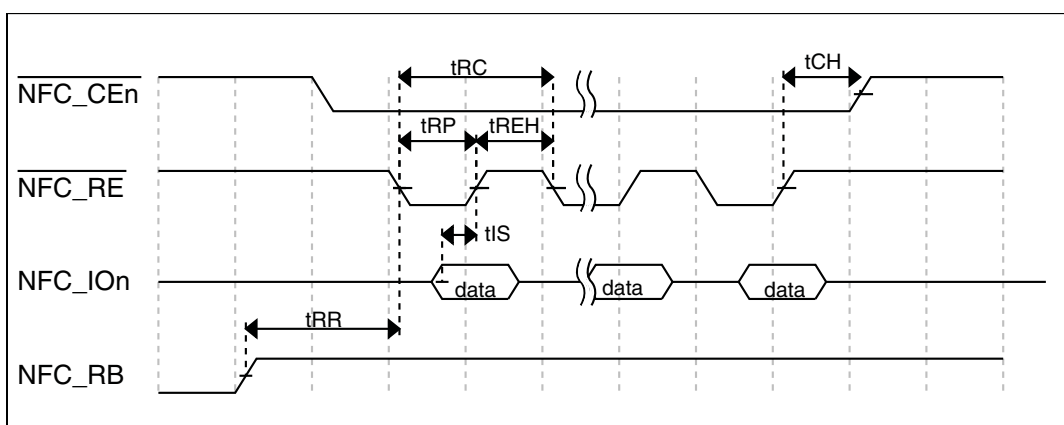 tRC
tCH
NFC_CEn
tRP
tREH
NFC_RE
tIS
NFC_IOn
data
data
data
tRR
NFC_RB